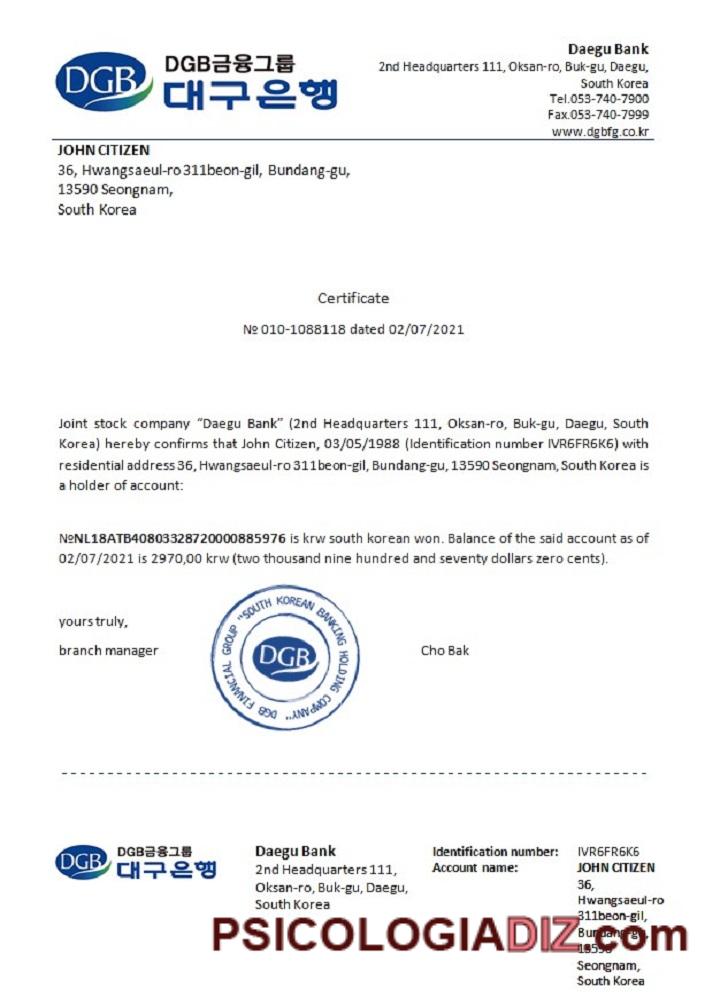 DGB
DGB금융그룹
대구은행
Daegu Bank
2nd Headquarters 111, Oksan-ro, Buk-gu, Daegu,
South Korea
Tel.053-740-7900
Fax.053-740-7999
www.dgbfg.co.kr
JOHN CITIZEN
36, Hwangsaeul-ro 311beon-gil, Bundang-gu,
13590 Seongnam,
South Korea
Certificate
№ 010-1088118 dated 02/07/2021
Joint stock company “Daegu Bank” (2nd Headquarters 111, Oksan-ro, Buk-gu, Daegu, South
Korea) hereby confirms that John Citizen, 03/05/1988 (Identification number IVR6FR6K6) with
residential address 36, Hwangsaeul-ro 311beon-gil, Bundang-gu, 13590 Seongnam, South Korea is
a holder of account:
№NL18ATB40803328720000885976 is krw south korean won. Balance of the said account as of
02/07/2021 is 2970,00 krw (two thousand nine hundred and seventy dollars zero cents).
yours truly,
branch manager
DGB FINANCIAL GROUP "SOUTH KOREAN BANKING HOLDING COMPANY"
DGB
Cho Bak
DGB
DGB금융그룹
대구은행
Daegu Bank
2nd Headquarters 111,
Oksan-ro, Buk-gu, Daegu,
South Korea
Identification number: IVR6FR6K6
Account name: JOHN CITIZEN
36,
Hwangsaeul-ro
311beon-gil,
Bundang-gu,
13590
Seongnam,
South Korea
PSICOLOGIADIZ.com